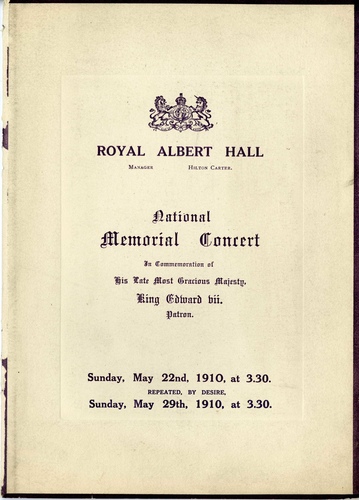 ROYAL ALBERT HALL
MANAGER HILTON CARTER.
National
Memorial Concert
In Commemoration of
His Late Most Gracious Majesty,
King Edward vii.
Patron.
Sunday, May 22nd, 1910, at 3.30.
REPEATED, BY DESIRE,
Sunday, May 29th, 1910, at 3.30.